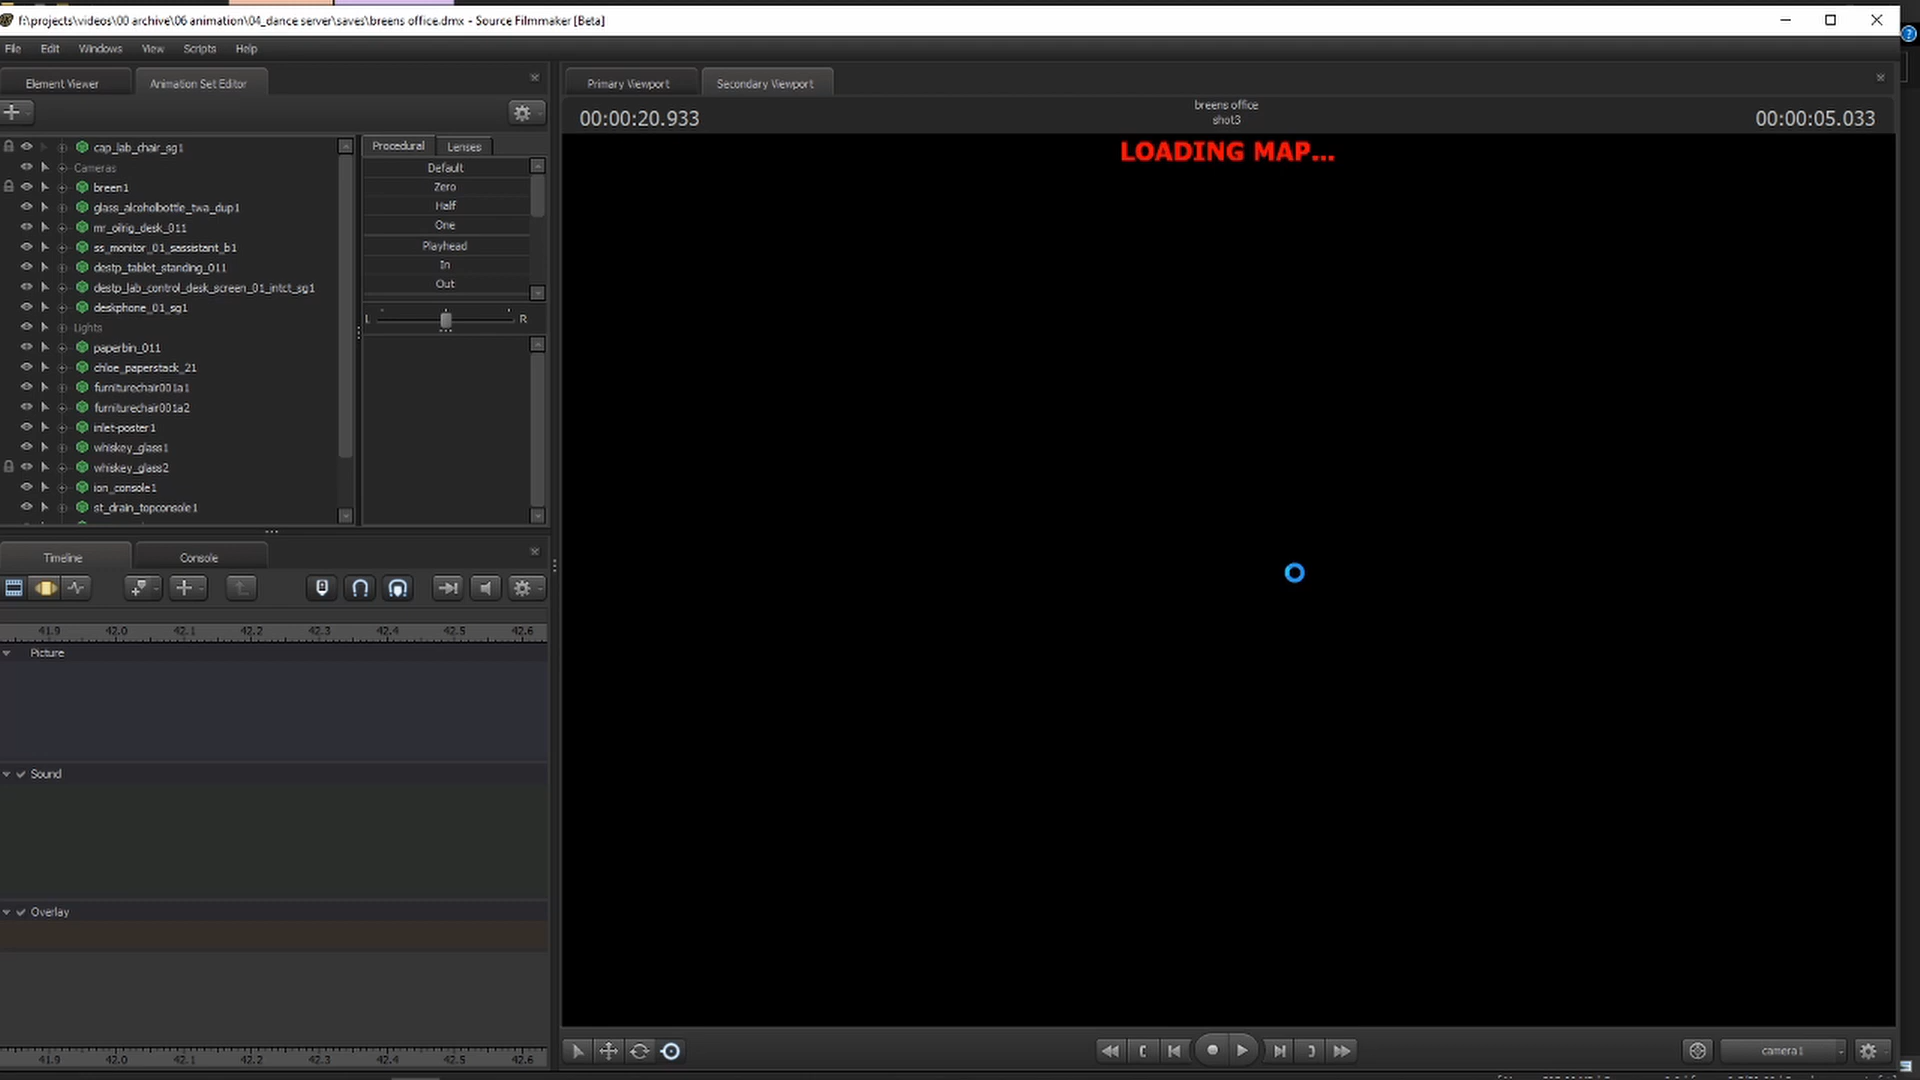 f:\projects\videos\00 archive\06 animation\04_dance server\saves\breens office.dmx - Source Filmmaker [Beta]
File Edit Windows View Scripts Help
Element Viewer Animation Set Editor
Primary Viewport Secondary Viewport
00:00:20.933
breens office
shot3
00:00:05.033
LOADING MAP...
cap_lab_chair_sg1
Cameras
breen1
glass_alcoholbottle_twa_dup1
mr_oilrig_desk_011
ss_monitor_01_sassistant_b1
destp_tablet_standing_011
destp_lab_control_desk_screen_01_intct_sg1
deskphone_01_sg1
Lights
paperbin_011
chloe_paperstack_21
furniturechair001a1
furniturechair001a2
inlet-poster1
whiskey_glass1
whiskey_glass2
ion_console1
st_drain_topconsole1
Procedural Lenses
Default
Zero
Half
One
Playhead
In
Out
L R
Timeline Console
41.9 42.0 42.1 42.2 42.3 42.4 42.5 42.6
Picture
Sound
Overlay
41.9 42.0 42.1 42.2 42.3 42.4 42.5 42.6
camera1